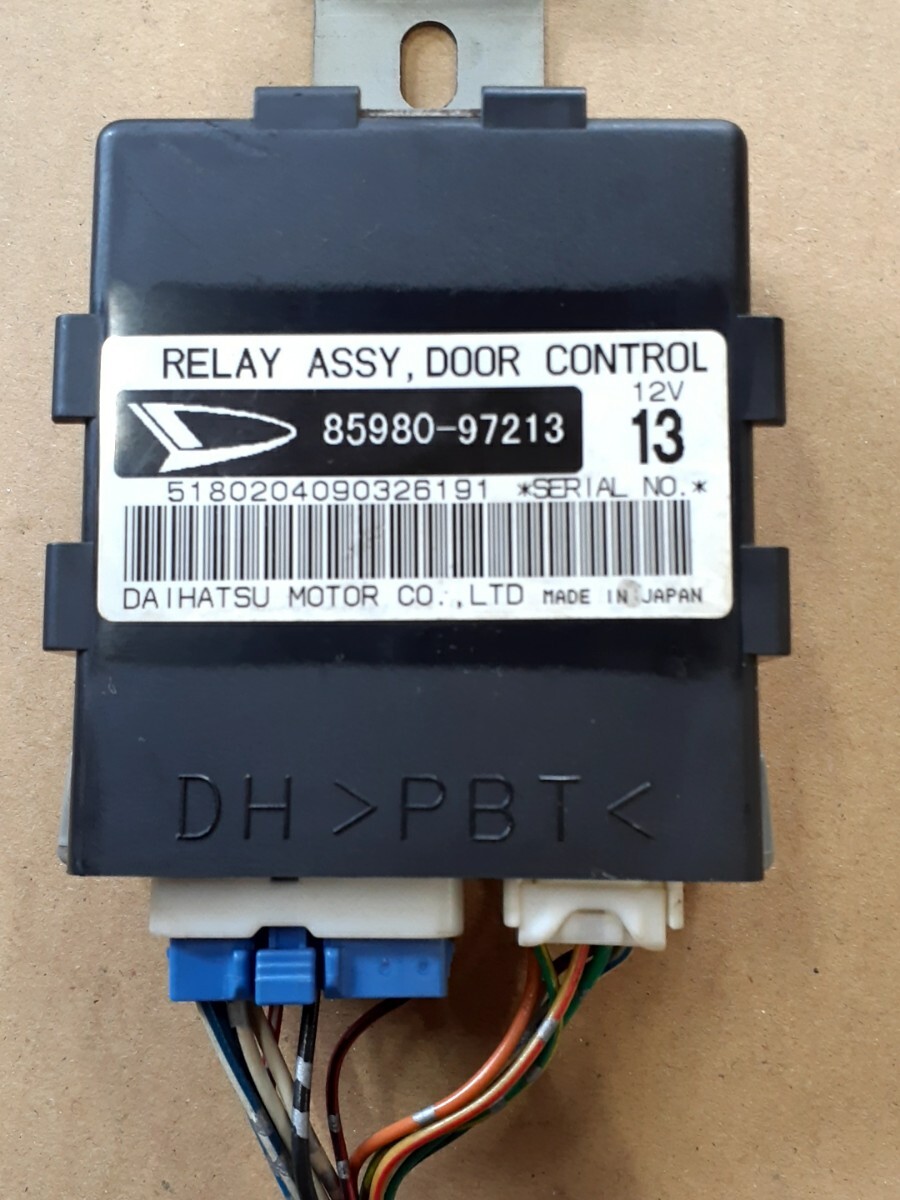 RELAY ASSY, DOOR CONTROL
12V
85980-97213
13
5180204090326191 *SERIAL NO.*
DAIHATSU MOTOR CO.,LTD MADE IN JAPAN
DH >PBT<